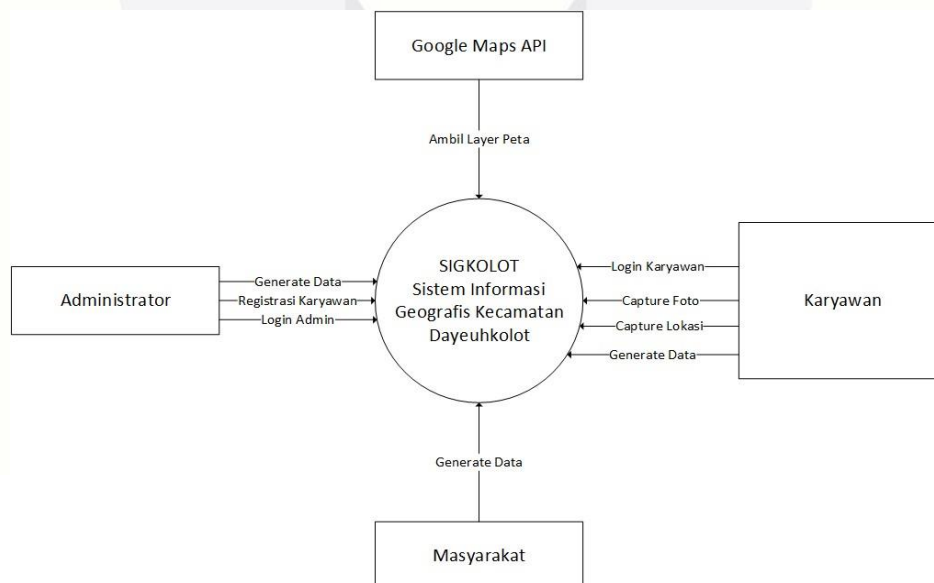 Google Maps API
Ambil Layer Peta
SIGKOLOT
Sistem Informasi
Geografis Kecamatan
Dayeuhkolot
Administrator
Generate Data
Registrasi Karyawan
Login Admin
Login Karyawan
Capture Foto
Capture Lokasi
Generate Data
Karyawan
Generate Data
Masyarakat